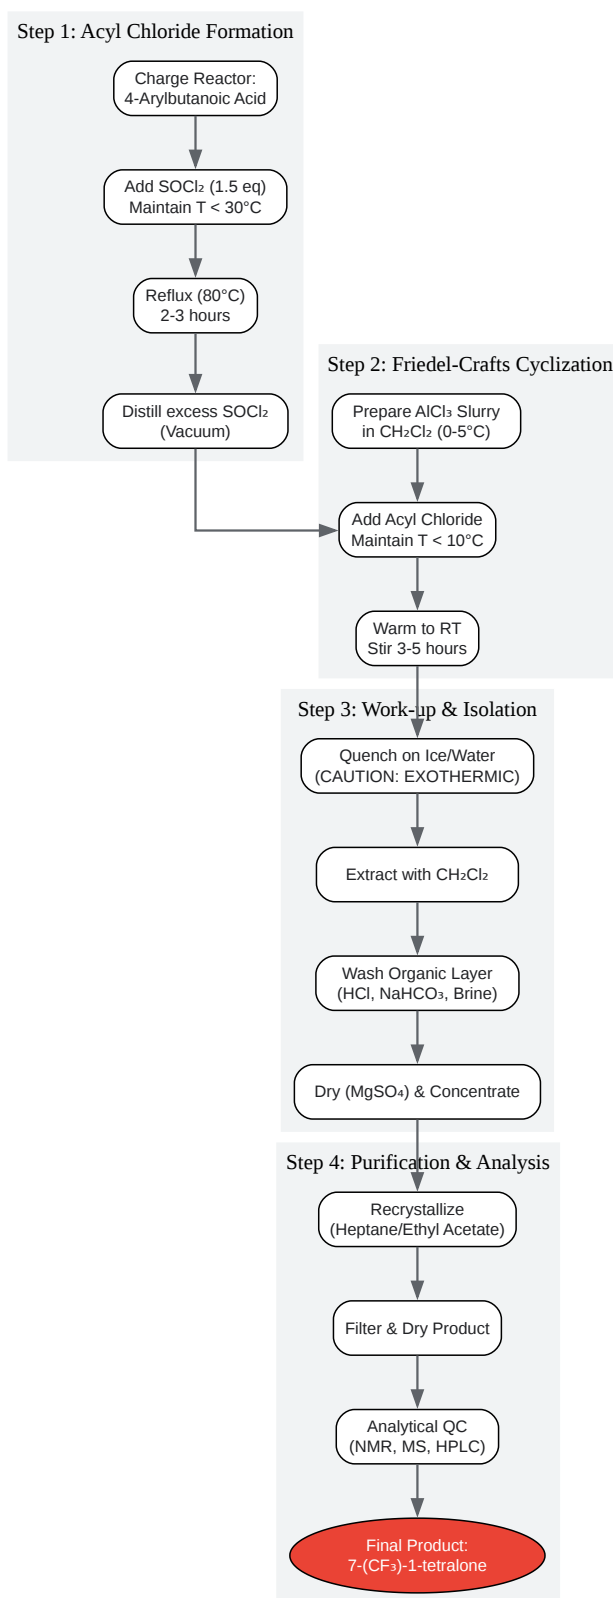 Step 1: Acyl Chloride Formation
Charge Reactor:
4-Arylbutanoic Acid
Add SOCl₂ (1.5 eq)
Maintain T < 30°C
Reflux (80°C)
2-3 hours
Distill excess SOCl₂
(Vacuum)
Step 2: Friedel-Crafts Cyclization
Prepare AlCl₃ Slurry
in CH₂Cl₂ (0-5°C)
Add Acyl Chloride
Maintain T < 10°C
Warm to RT
Stir 3-5 hours
Step 3: Work-up & Isolation
Quench on Ice/Water
(CAUTION: EXOTHERMIC)
Extract with CH₂Cl₂
Wash Organic Layer
(HCl, NaHCO₃, Brine)
Dry (MgSO₄) & Concentrate
Step 4: Purification & Analysis
Recrystallize
(Heptane/Ethyl Acetate)
Filter & Dry Product
Analytical QC
(NMR, MS, HPLC)
Final Product:
7-(CF₃)-1-tetralone